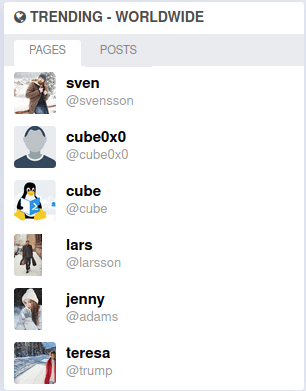 TRENDING - WORLDWIDE
PAGES POSTS
sven
@svensson
cube0x0
@cube0x0
cube
@cube
lars
@larsson
jenny
@adams
teresa
@trump